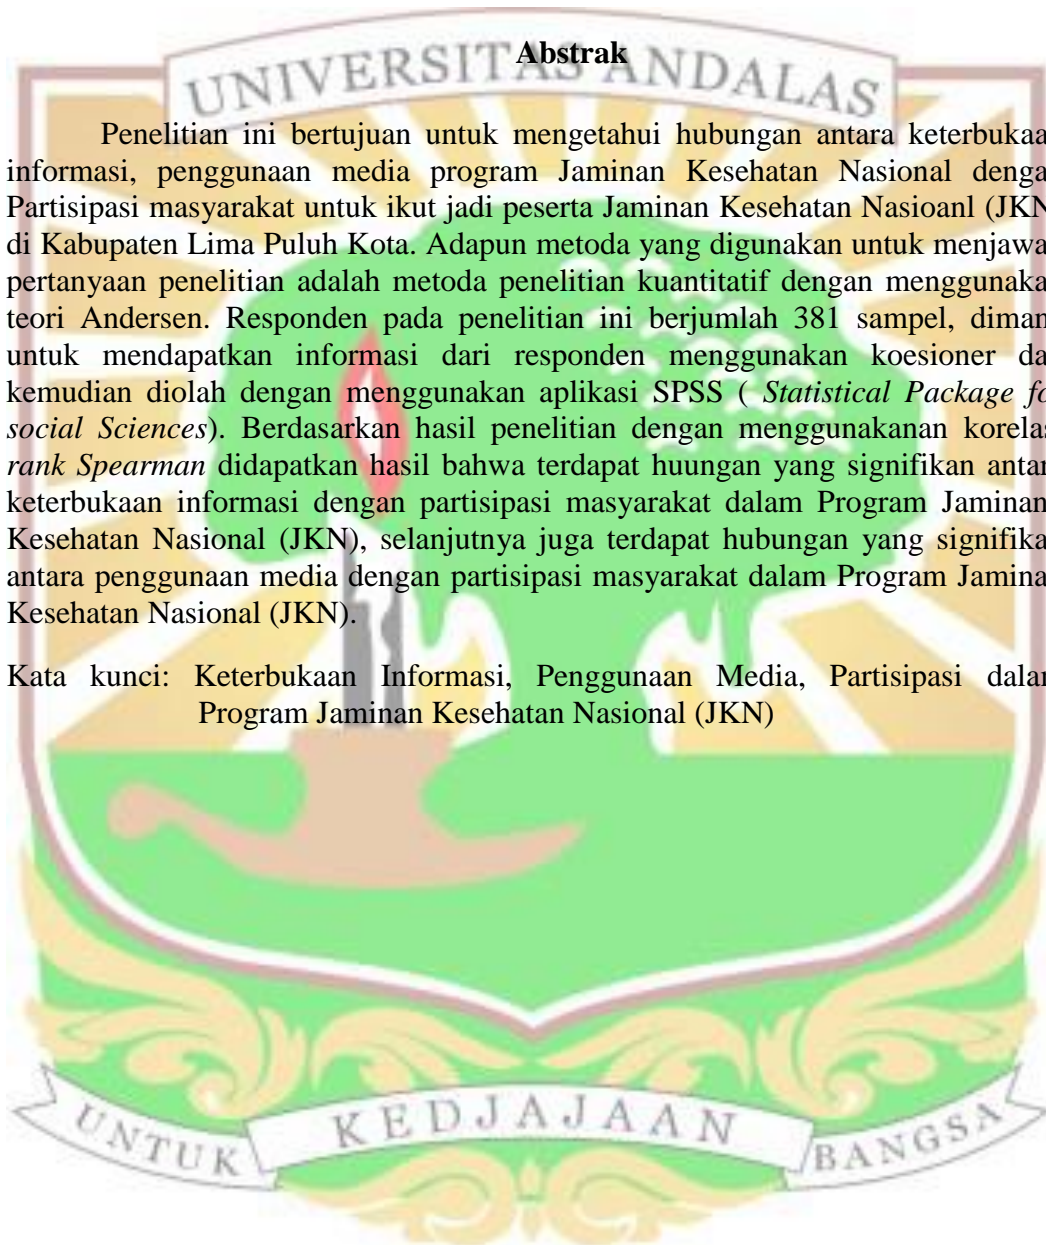 UNIVERSITAS ANDALAS
Abstrak
Penelitian ini bertujuan untuk mengetahui hubungan antara keterbukaa
informasi, penggunaan media program Jaminan Kesehatan Nasional denga
Partisipasi masyarakat untuk ikut jadi peserta Jaminan Kesehatan Nasioanl (JKN
di Kabupaten Lima Puluh Kota. Adapun metoda yang digunakan untuk menjawa
pertanyaan penelitian adalah metoda penelitian kuantitatif dengan menggunaka
teori Andersen. Responden pada penelitian ini berjumlah 381 sampel, diman
untuk mendapatkan informasi dari responden menggunakan koesioner da
kemudian diolah dengan menggunakan aplikasi SPSS ( Statistical Package fo
social Sciences). Berdasarkan hasil penelitian dengan menggunakanan korelas
rank Spearman didapatkan hasil bahwa terdapat huungan yang signifikan antar
keterbukaan informasi dengan partisipasi masyarakat dalam Program Jaminan
Kesehatan Nasional (JKN), selanjutnya juga terdapat hubungan yang signifika
antara penggunaan media dengan partisipasi masyarakat dalam Program Jamina
Kesehatan Nasional (JKN).
Kata kunci: Keterbukaan Informasi, Penggunaan Media, Partisipasi dalam
Program Jaminan Kesehatan Nasional (JKN)
UNTUK KEDJAJAAN BANGSA